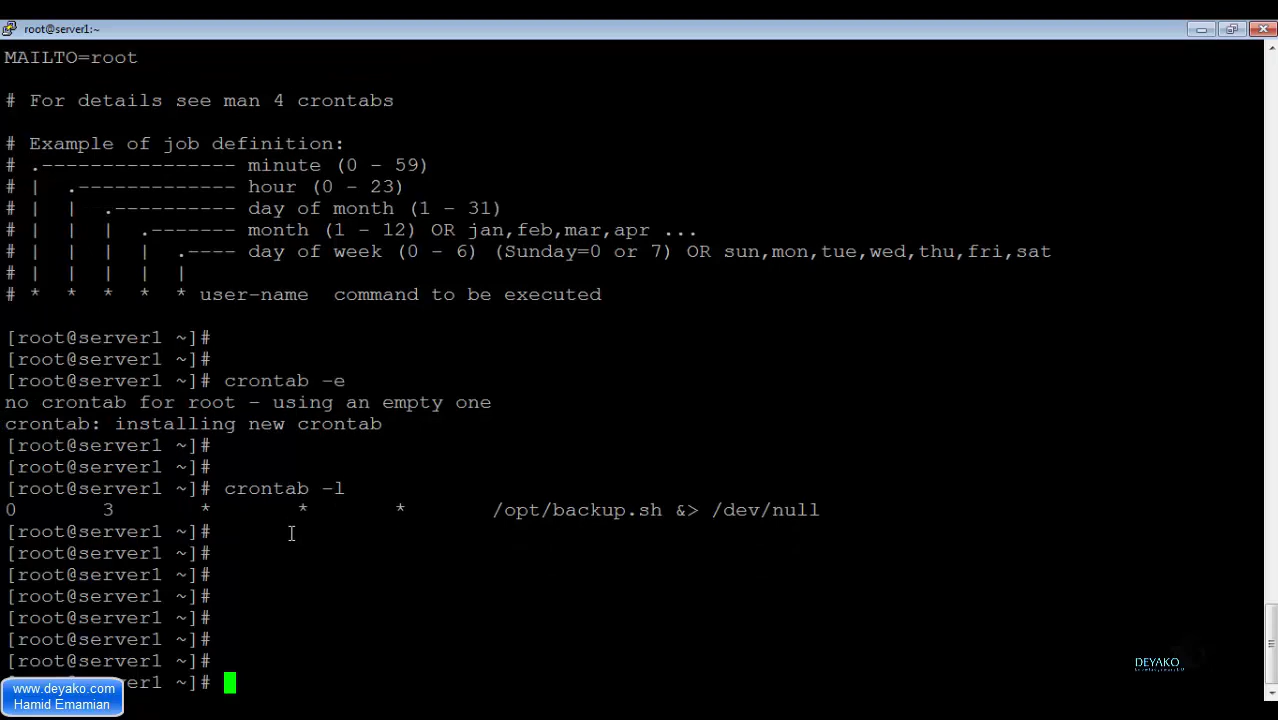 root@server1:~
MAILTO=root
# For details see man 4 crontabs
# Example of job definition:
# .---------------- minute (0 - 59)
# |  .------------- hour (0 - 23)
# |  |  .---------- day of month (1 - 31)
# |  |  |  .------- month (1 - 12) OR jan,feb,mar,apr ...
# |  |  |  |  .---- day of week (0 - 6) (Sunday=0 or 7) OR sun,mon,tue,wed,thu,fri,sat
# |  |  |  |  |
# *  *  *  *  * user-name  command to be executed
[root@server1 ~]#
[root@server1 ~]#
[root@server1 ~]# crontab -e
no crontab for root - using an empty one
crontab: installing new crontab
[root@server1 ~]#
[root@server1 ~]#
[root@server1 ~]# crontab -l
0       3       *       *       *       /opt/backup.sh &> /dev/null
[root@server1 ~]#
[root@server1 ~]#
[root@server1 ~]#
[root@server1 ~]#
[root@server1 ~]#
[root@server1 ~]#
[root@server1 ~]#
DEYAKO
ver1 ~]#
www.deyako.com
Hamid Emamian